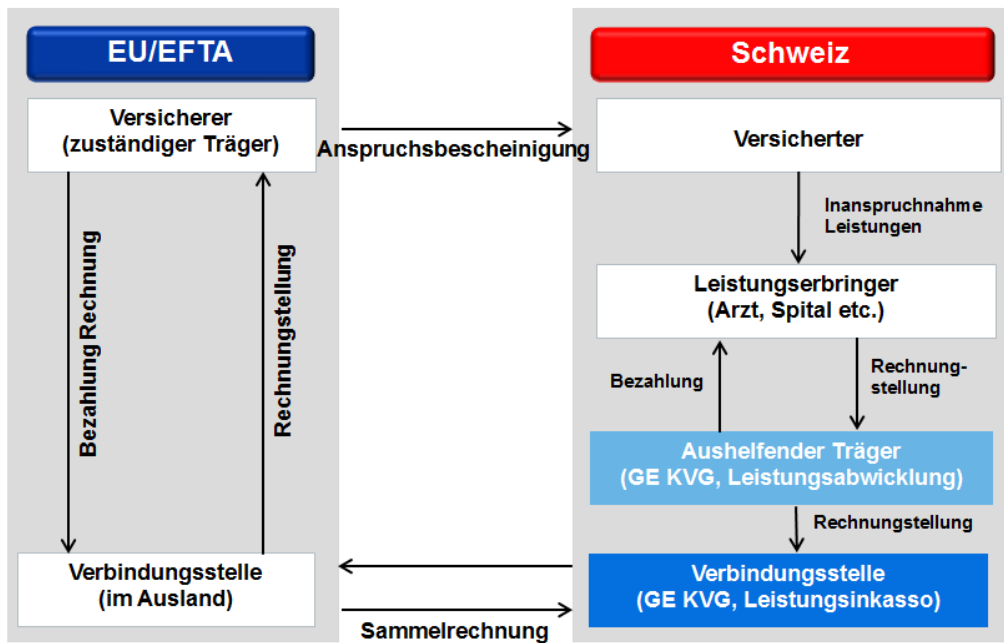 EU/EFTA
Schweiz
Versicherer
(zuständiger Träger)
Anspruchsbescheinigung
Versicherter
Inanspruchnahme
Leistungen
Leistungserbringer
(Arzt, Spital etc.)
Bezahlung Rechnung
Rechnungstellung
Bezahlung
Rechnung-
stellung
Aushelfender Träger
(GE KVG, Leistungsabwicklung)
Rechnungstellung
Verbindungsstelle
(im Ausland)
Verbindungsstelle
(GE KVG, Leistungsinkasso)
Sammelrechnung